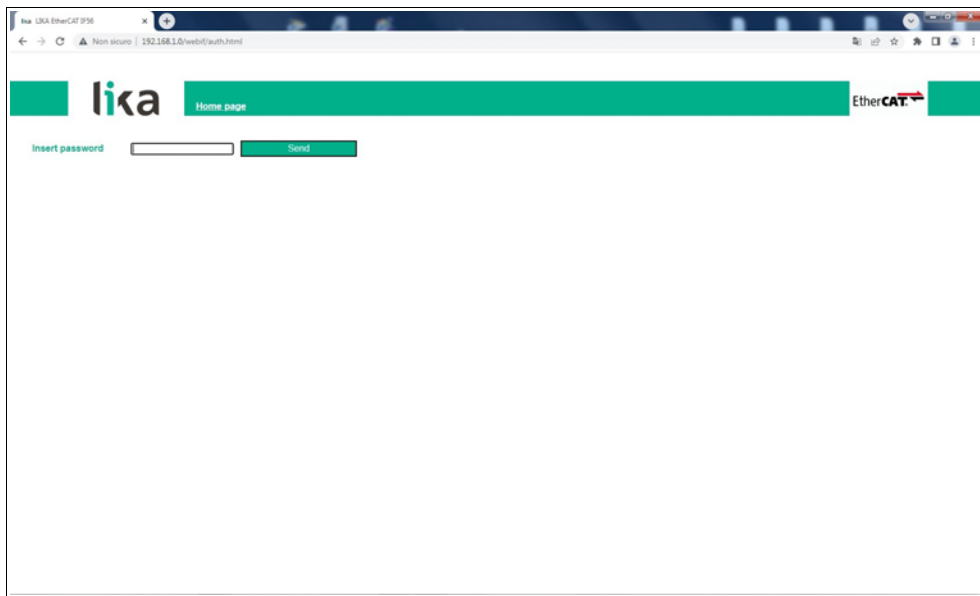 lika LIKA EtherCAT IF56
Non sicuro | 192.168.1.0/webif/auth.html
lika
Home page
EtherCAT.
Insert password
Send